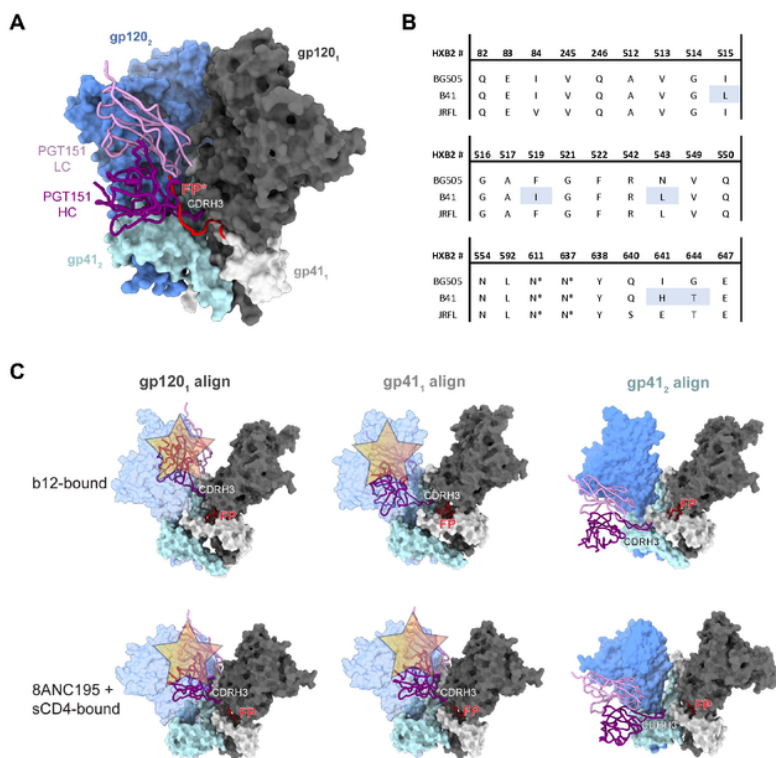 A
gp120₂
gp120₁
PGT151
LC
FP*
CDRH3
PGT151
HC
gp41₂
gp41₁
B
HXB2 # 82 83 84 245 246 512 513 514 515
BG505 Q E I V Q A V G I
B41 Q E I V Q A V G L
JRFL Q E V V Q A V G I
HXB2 # 516 517 519 521 522 542 543 549 550
BG505 G A F G F R N V Q
B41 G A I G F R L V Q
JRFL G A F G F R L V Q
HXB2 # 554 592 611 637 638 640 641 644 647
BG505 N L N* N* Y Q I G E
B41 N L N* N* Y Q H T E
JRFL N L N* N* Y S E T E
C
gp120₁ align gp41₁ align gp41₂ align
b12-bound
CDRH3 CDRH3 CDRH3
FP FP FP
8ANC195 +
sCD4-bound
CDRH3 CDRH3 CDRH3
FP FP FP